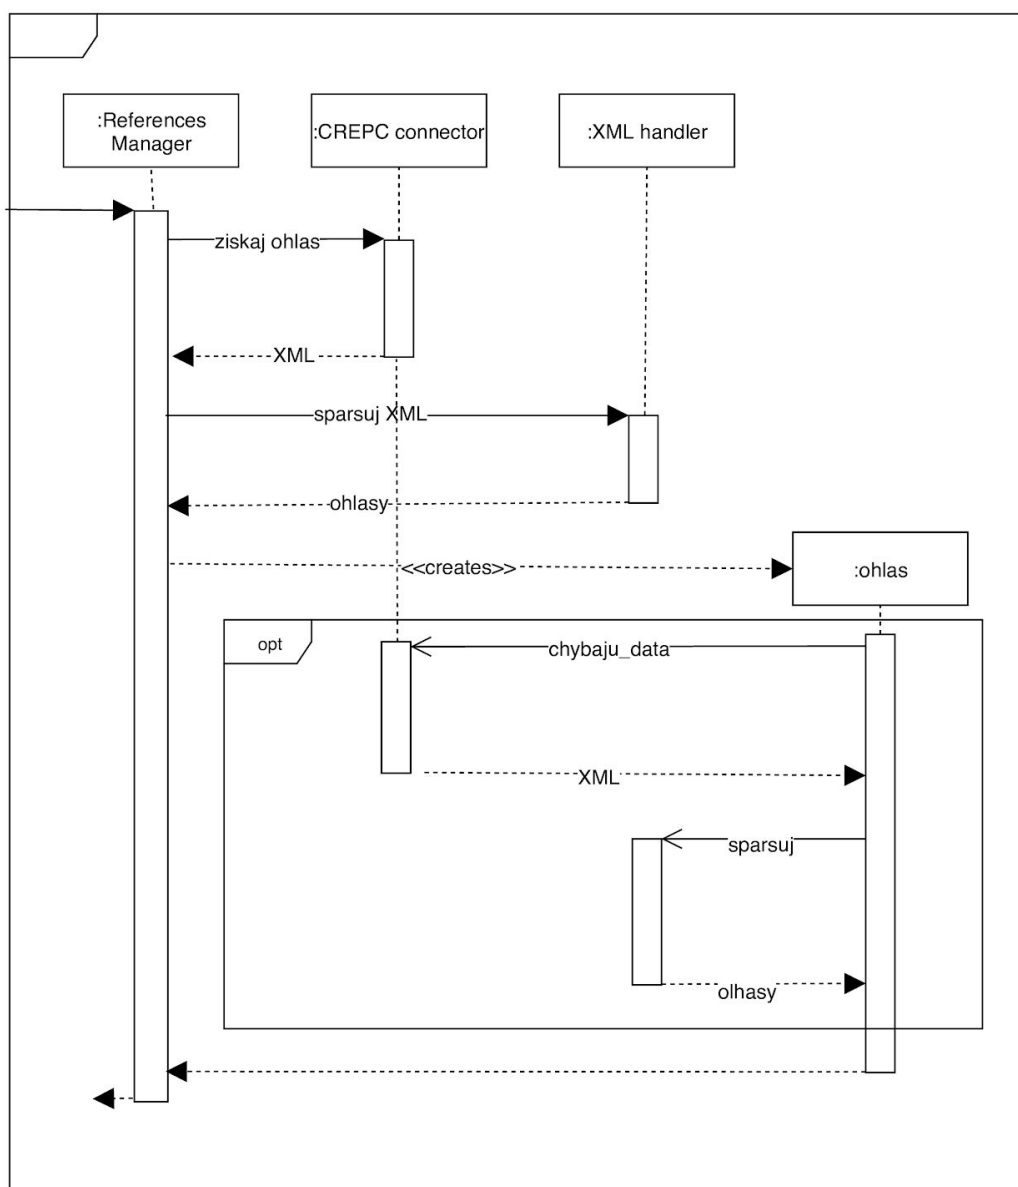 :References
Manager
:CREPC connector
:XML handler
ziskaj ohlas
XML
sparsuj XML
ohlasy
<<creates>>
:ohlas
opt
chybaju_data
XML
sparsuj
olhasy